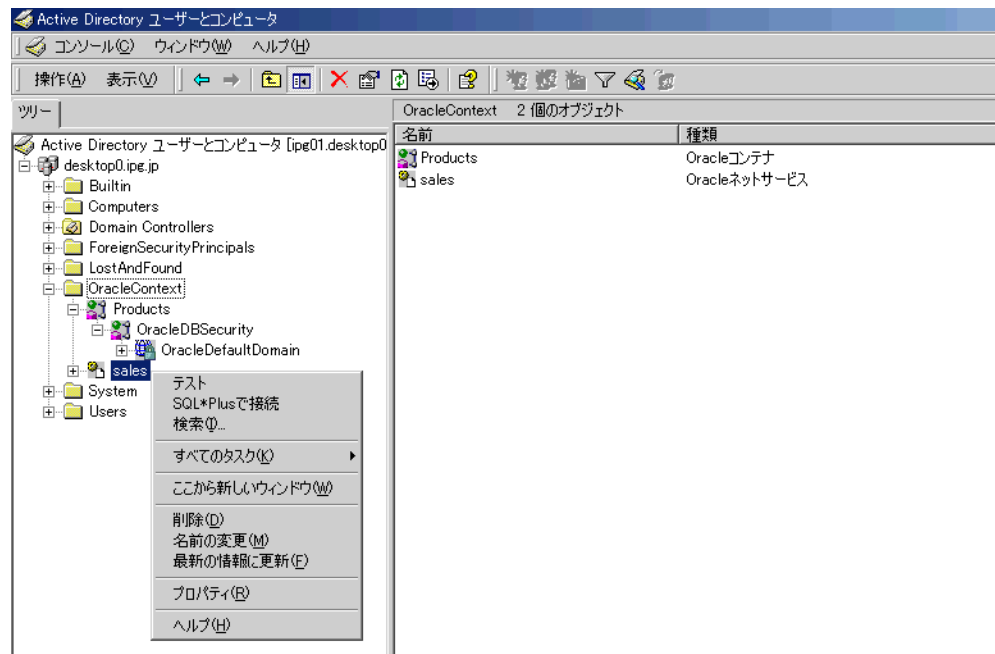 Active Directory ユーザーとコンピュータ
コンソール(C) ウィンドウ(W) ヘルプ(H)
操作(A) 表示(V)
ツリー
OracleContext 2 個のオブジェクト
名前 種類
Products Oracleコンテナ
sales Oracleネットサービス
Active Directory ユーザーとコンピュータ [ipg01.desktop0
desktop0.ipg.jp
Builtin
Computers
Domain Controllers
ForeignSecurityPrincipals
LostAndFound
OracleContext
Products
OracleDBSecurity
OracleDefaultDomain
sales
System
Users
テスト
SQL*Plusで接続
検索(I)...
すべてのタスク(K)
ここから新しいウィンドウ(W)
削除(D)
名前の変更(M)
最新の情報に更新(F)
プロパティ(R)
ヘルプ(H)